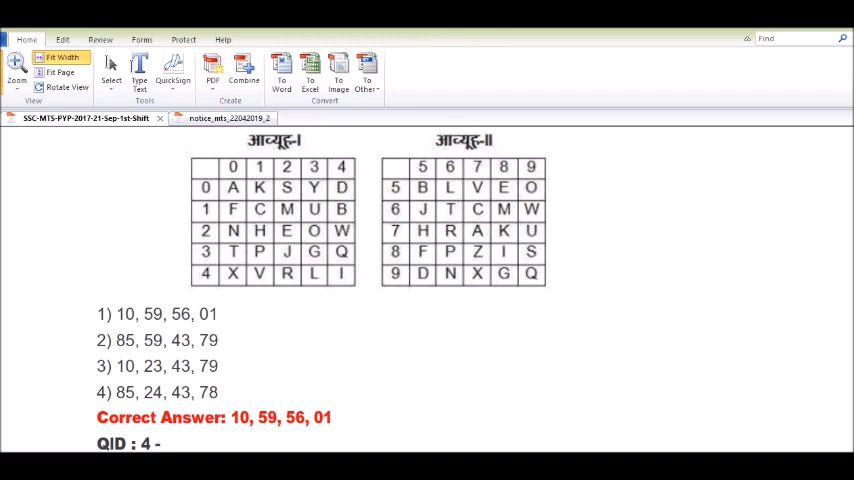 Home Edit Review Forms Protect Help Find
Fit Width
Fit Page
Rotate View
Zoom
Select
Type Text
QuickSign
PDF
Combine
To Word
To Excel
To Image
To Other
View Tools Create Convert
SSC-MTS-PYP-2017-21-Sep-1st-Shift × notice_mts_22042019_2
आव्यूह-I आव्यूह-II
0 1 2 3 4 5 6 7 8 9
0 A K S Y D 5 B L V E O
1 F C M U B 6 J T C M W
2 N H E O W 7 H R A K U
3 T P J G Q 8 F P Z I S
4 X V R L I 9 D N X G Q
1) 10, 59, 56, 01
2) 85, 59, 43, 79
3) 10, 23, 43, 79
4) 85, 24, 43, 78
Correct Answer: 10, 59, 56, 01
QID : 4 -